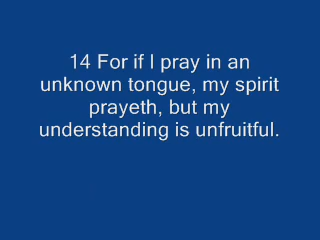 14 For if I pray in an
unknown tongue, my spirit
prayeth, but my
understanding is unfruitful.